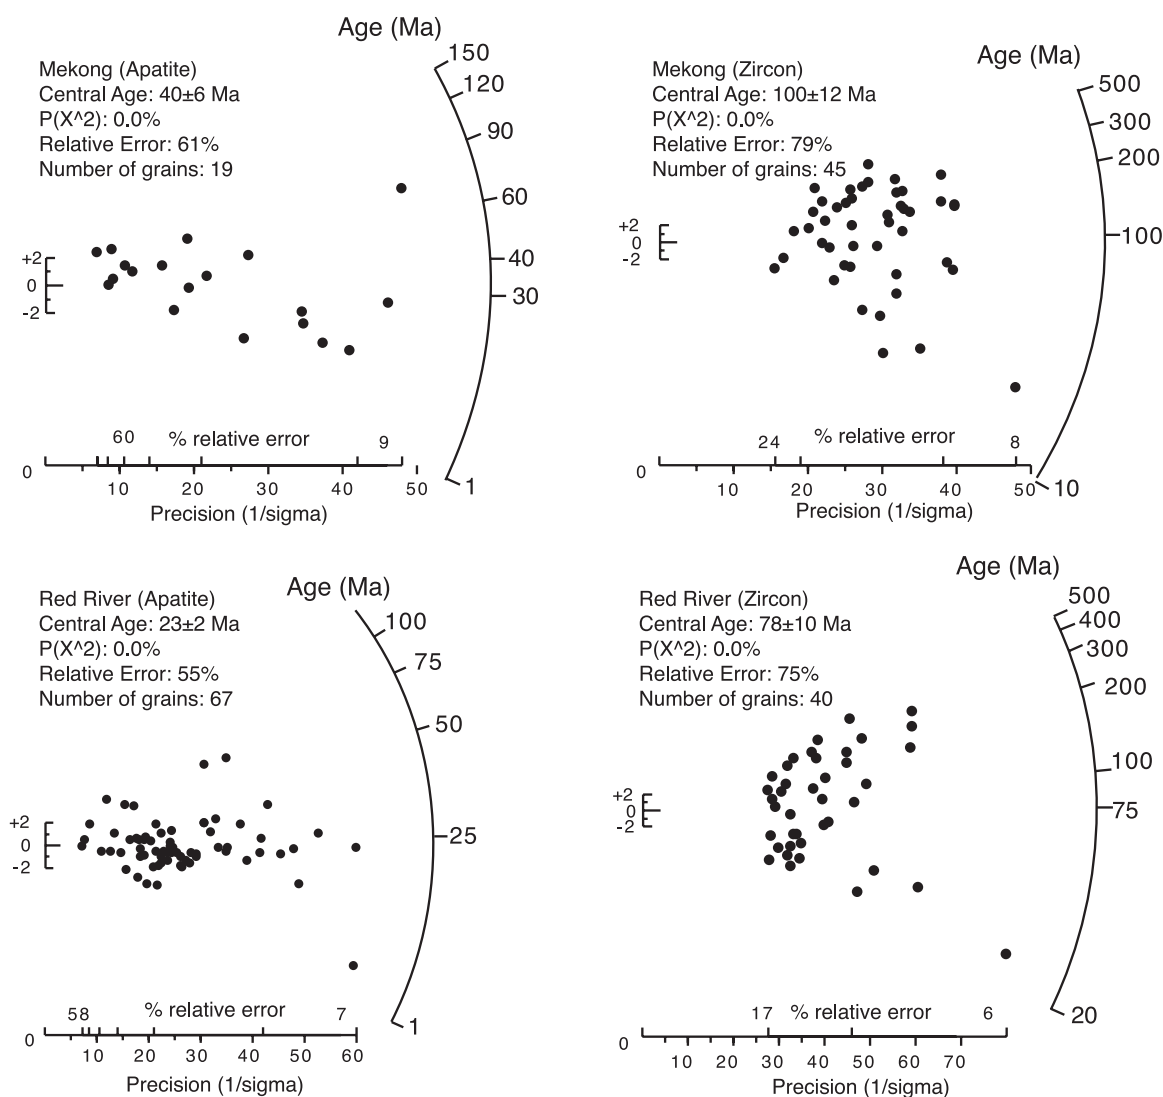 Age (Ma)
Mekong (Apatite)
Central Age: 40±6 Ma
P(X^2): 0.0%
Relative Error: 61%
Number of grains: 19
150
120
90
60
40
30
1
+2
0
-2
60 % relative error 9
0
10 20 30 40 50
Precision (1/sigma)
Age (Ma)
Mekong (Zircon)
Central Age: 100±12 Ma
P(X^2): 0.0%
Relative Error: 79%
Number of grains: 45
500
300
200
100
10
+2
0
-2
24 % relative error 8
0
10 20 30 40 50
Precision (1/sigma)
Age (Ma)
Red River (Apatite)
Central Age: 23±2 Ma
P(X^2): 0.0%
Relative Error: 55%
Number of grains: 67
100
75
50
25
1
+2
0
-2
58 % relative error 7
0
10 20 30 40 50 60
Precision (1/sigma)
Age (Ma)
Red River (Zircon)
Central Age: 78±10 Ma
P(X^2): 0.0%
Relative Error: 75%
Number of grains: 40
500
400
300
200
100
75
20
+2
0
-2
17 % relative error 6
0
10 20 30 40 50 60 70
Precision (1/sigma)